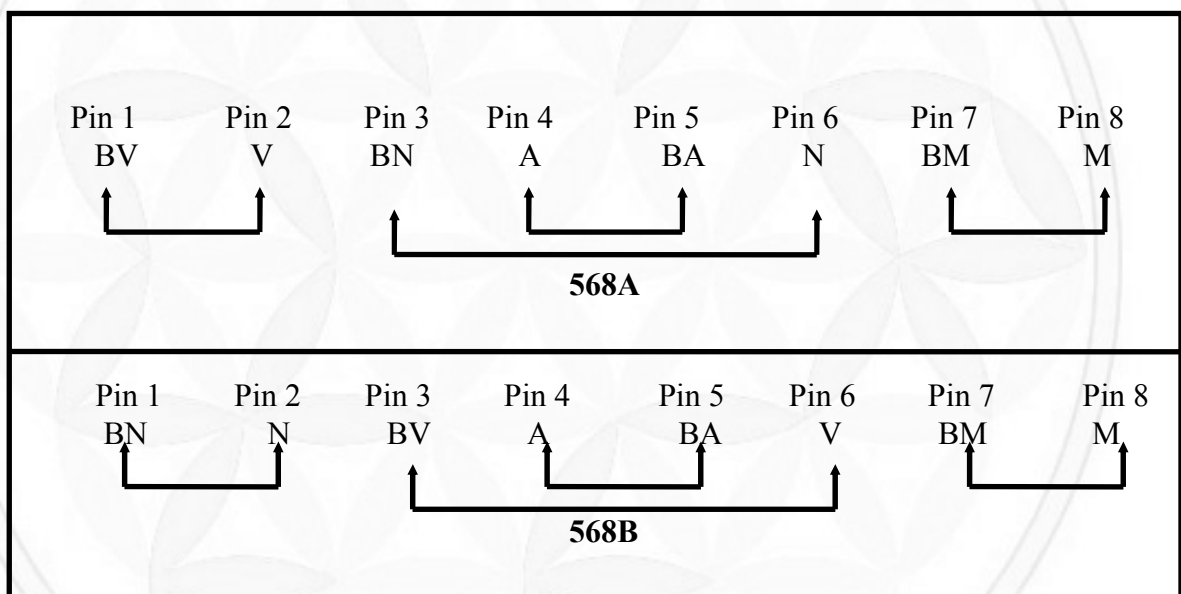 Pin 1 Pin 2 Pin 3 Pin 4 Pin 5 Pin 6 Pin 7 Pin 8
BV V BN A BA N BM M
568A
Pin 1 Pin 2 Pin 3 Pin 4 Pin 5 Pin 6 Pin 7 Pin 8
BN N BV A BA V BM M
568B